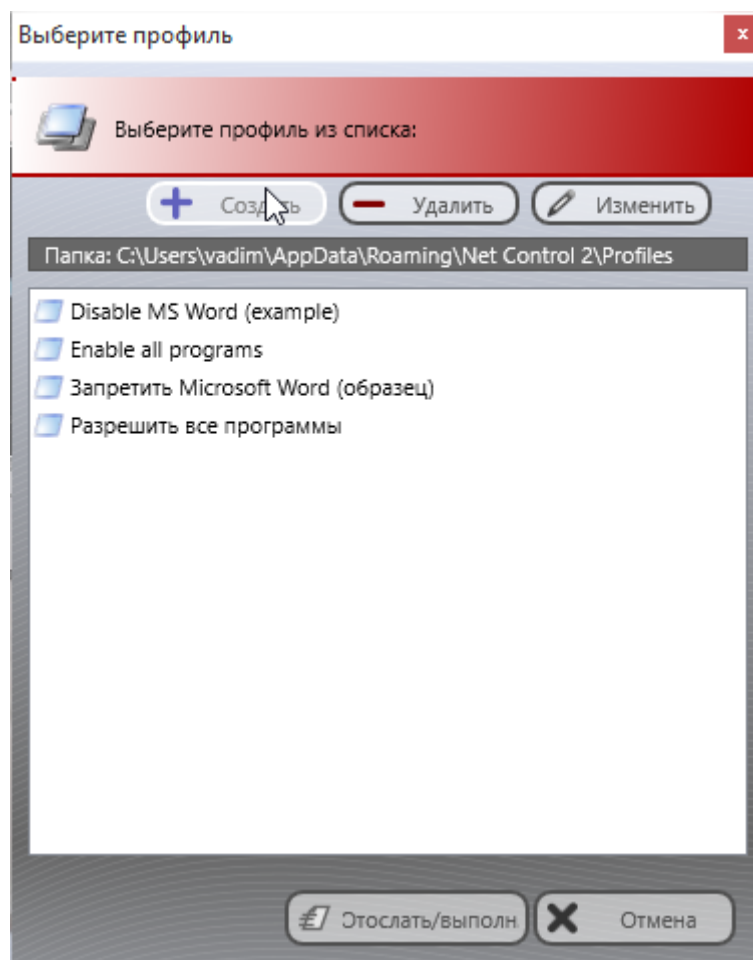 Выберите профиль
x
Выберите профиль из списка:
Создать Удалить Изменить
Папка: C:\Users\vadim\AppData\Roaming\Net Control 2\Profiles
Disable MS Word (example)
Enable all programs
Запретить Microsoft Word (образец)
Разрешить все программы
Отослать/выполн Отмена